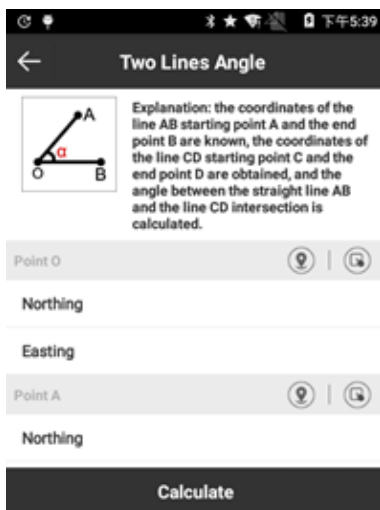 下午5:39
Two Lines Angle
A
α
O B
Explanation: the coordinates of the
line AB starting point A and the end
point B are known, the coordinates of
the line CD starting point C and the
end point D are obtained, and the
angle between the straight line AB
and the line CD intersection is
calculated.
Point O
Northing
Easting
Point A
Northing
Calculate